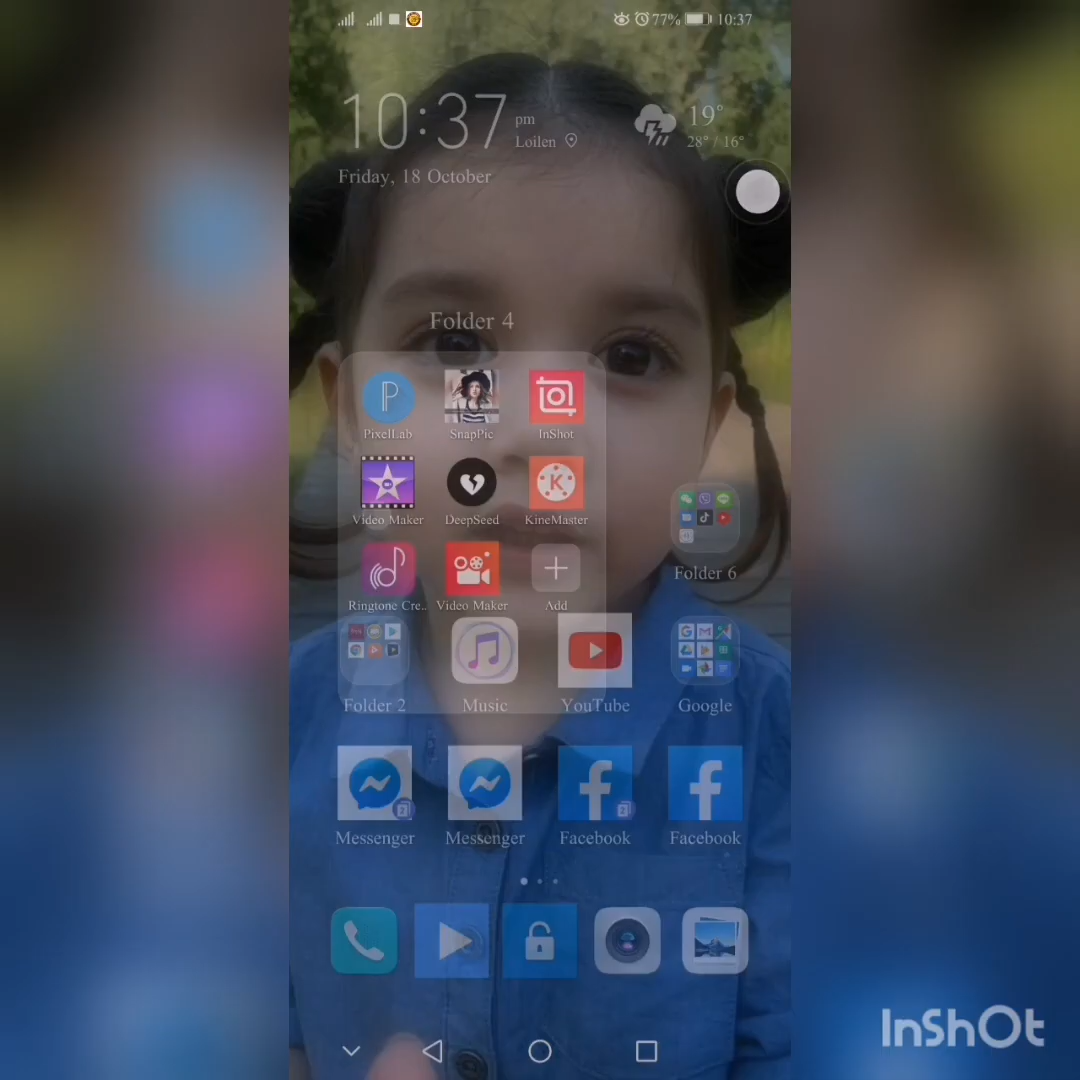 77% 10:37
10:37 pm
Loilen
19°
28° / 16°
Friday, 18 October
Folder 4
PixelLab SnapPic InShot
Video Maker DeepSeed KineMaster
Ringtone Cre.. Video Maker Add
Folder 6
Folder 2 Music YouTube Google
Messenger Messenger Facebook Facebook
InShOt